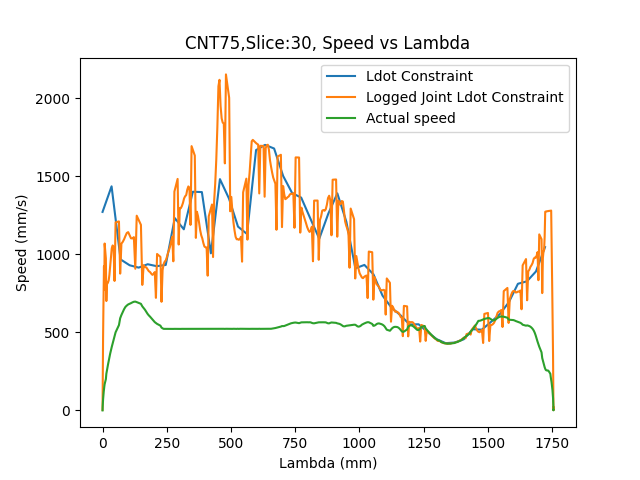 CNT75,Slice:30, Speed vs Lambda
Ldot Constraint
Logged Joint Ldot Constraint
Actual speed
2000
1500
1000
500
0
Speed (mm/s)
0 250 500 750 1000 1250 1500 1750
Lambda (mm)